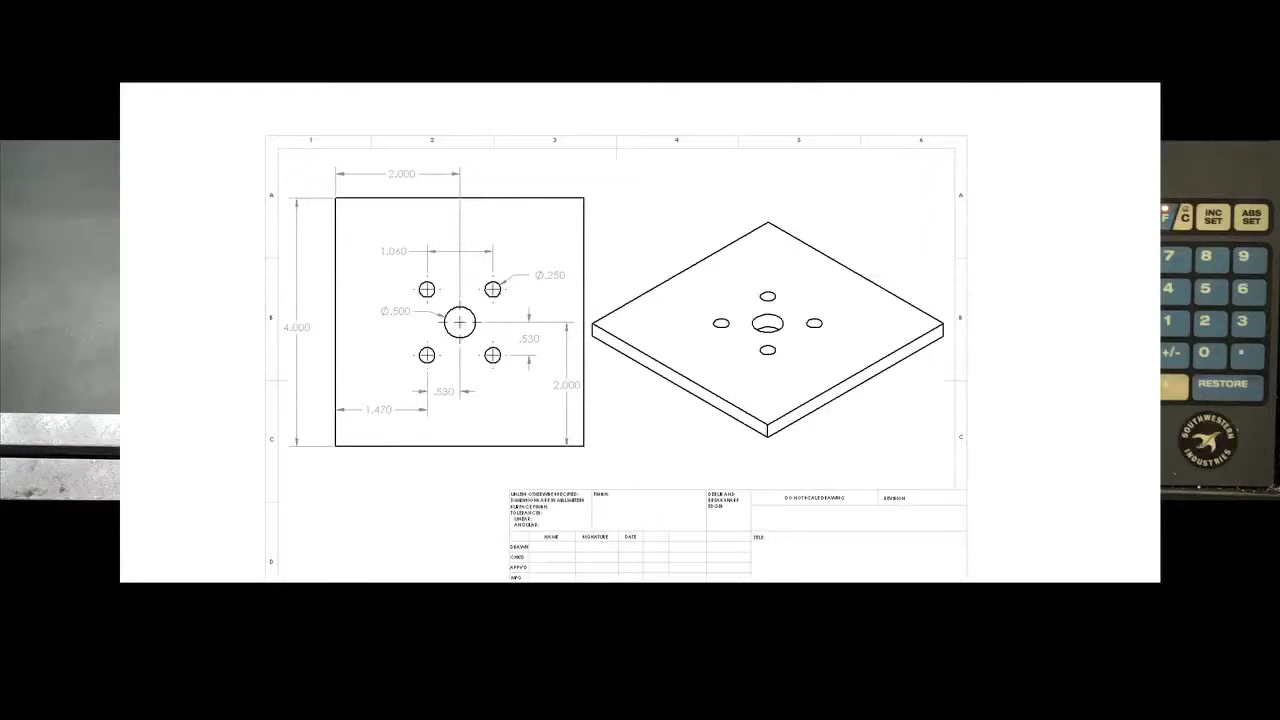 1 2 3 4 5 6
2.000
A A
F C INC SET ABS SET
1.060
7 8 9
Ø.250
4 5 6
Ø.500
B B
1 2 3
4.000
.530
+/- 0 .
2.000
RESTORE
.530
1.470
C C
SOUTHWESTERN INDUSTRIES
UNLESS OTHERWISE SPECIFIED:
DIMENSIONS ARE IN MILLIMETERS
SURFACE FINISH:
TOLERANCES:
LINEAR:
ANGULAR:
FINISH:
DEBUR AND
BREAK SHARP
EDGES
DO NOT SCALE DRAWING
REVISION
NAME SIGNATURE DATE
TITLE:
DRAWN
CHK'D
APPV'D
MFG
D